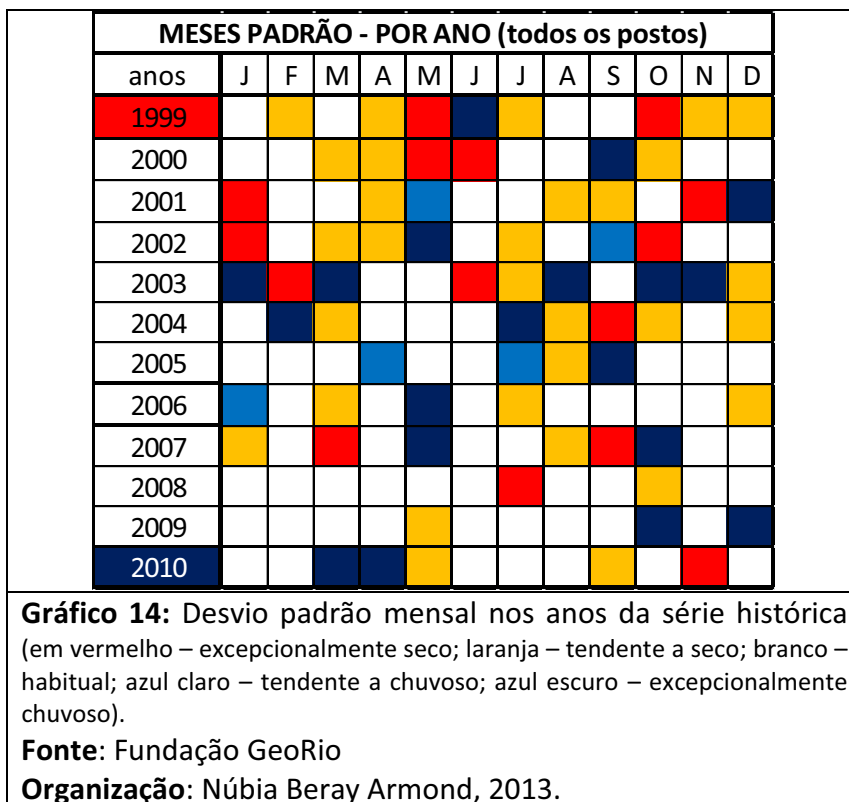 MESES PADRÃO - POR ANO (todos os postos)
anos J F M A M J J A S O N D
1999
2000
2001
2002
2003
2004
2005
2006
2007
2008
2009
2010
Gráfico 14: Desvio padrão mensal nos anos da série histórica
(em vermelho – excepcionalmente seco; laranja – tendente a seco; branco –
habitual; azul claro – tendente a chuvoso; azul escuro – excepcionalmente
chuvoso).
Fonte: Fundação GeoRio
Organização: Núbia Beray Armond, 2013.